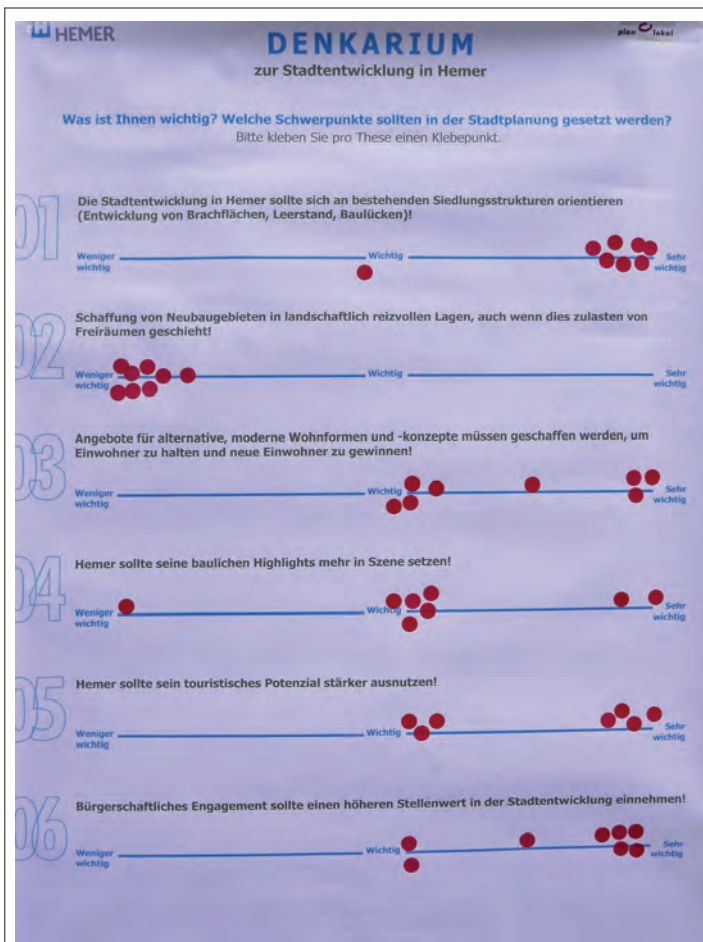 HEMER
plan lokal
DENKARIUM
zur Stadtentwicklung in Hemer
Was ist Ihnen wichtig? Welche Schwerpunkte sollten in der Stadtplanung gesetzt werden?
Bitte kleben Sie pro These einen Klebepunkt.
01
Die Stadtentwicklung in Hemer sollte sich an bestehenden Siedlungsstrukturen orientieren
(Entwicklung von Brachflächen, Leerstand, Baulücken)!
Weniger wichtig
Wichtig
Sehr wichtig
02
Schaffung von Neubaugebieten in landschaftlich reizvollen Lagen, auch wenn dies zulasten von
Freiräumen geschieht!
Weniger wichtig
Wichtig
Sehr wichtig
03
Angebote für alternative, moderne Wohnformen und -konzepte müssen geschaffen werden, um
Einwohner zu halten und neue Einwohner zu gewinnen!
Weniger wichtig
Wichtig
Sehr wichtig
04
Hemer sollte seine baulichen Highlights mehr in Szene setzen!
Weniger wichtig
Wichtig
Sehr wichtig
05
Hemer sollte sein touristisches Potenzial stärker ausnutzen!
Weniger wichtig
Wichtig
Sehr wichtig
06
Bürgerschaftliches Engagement sollte einen höheren Stellenwert in der Stadtentwicklung einnehmen!
Weniger wichtig
Wichtig
Sehr wichtig